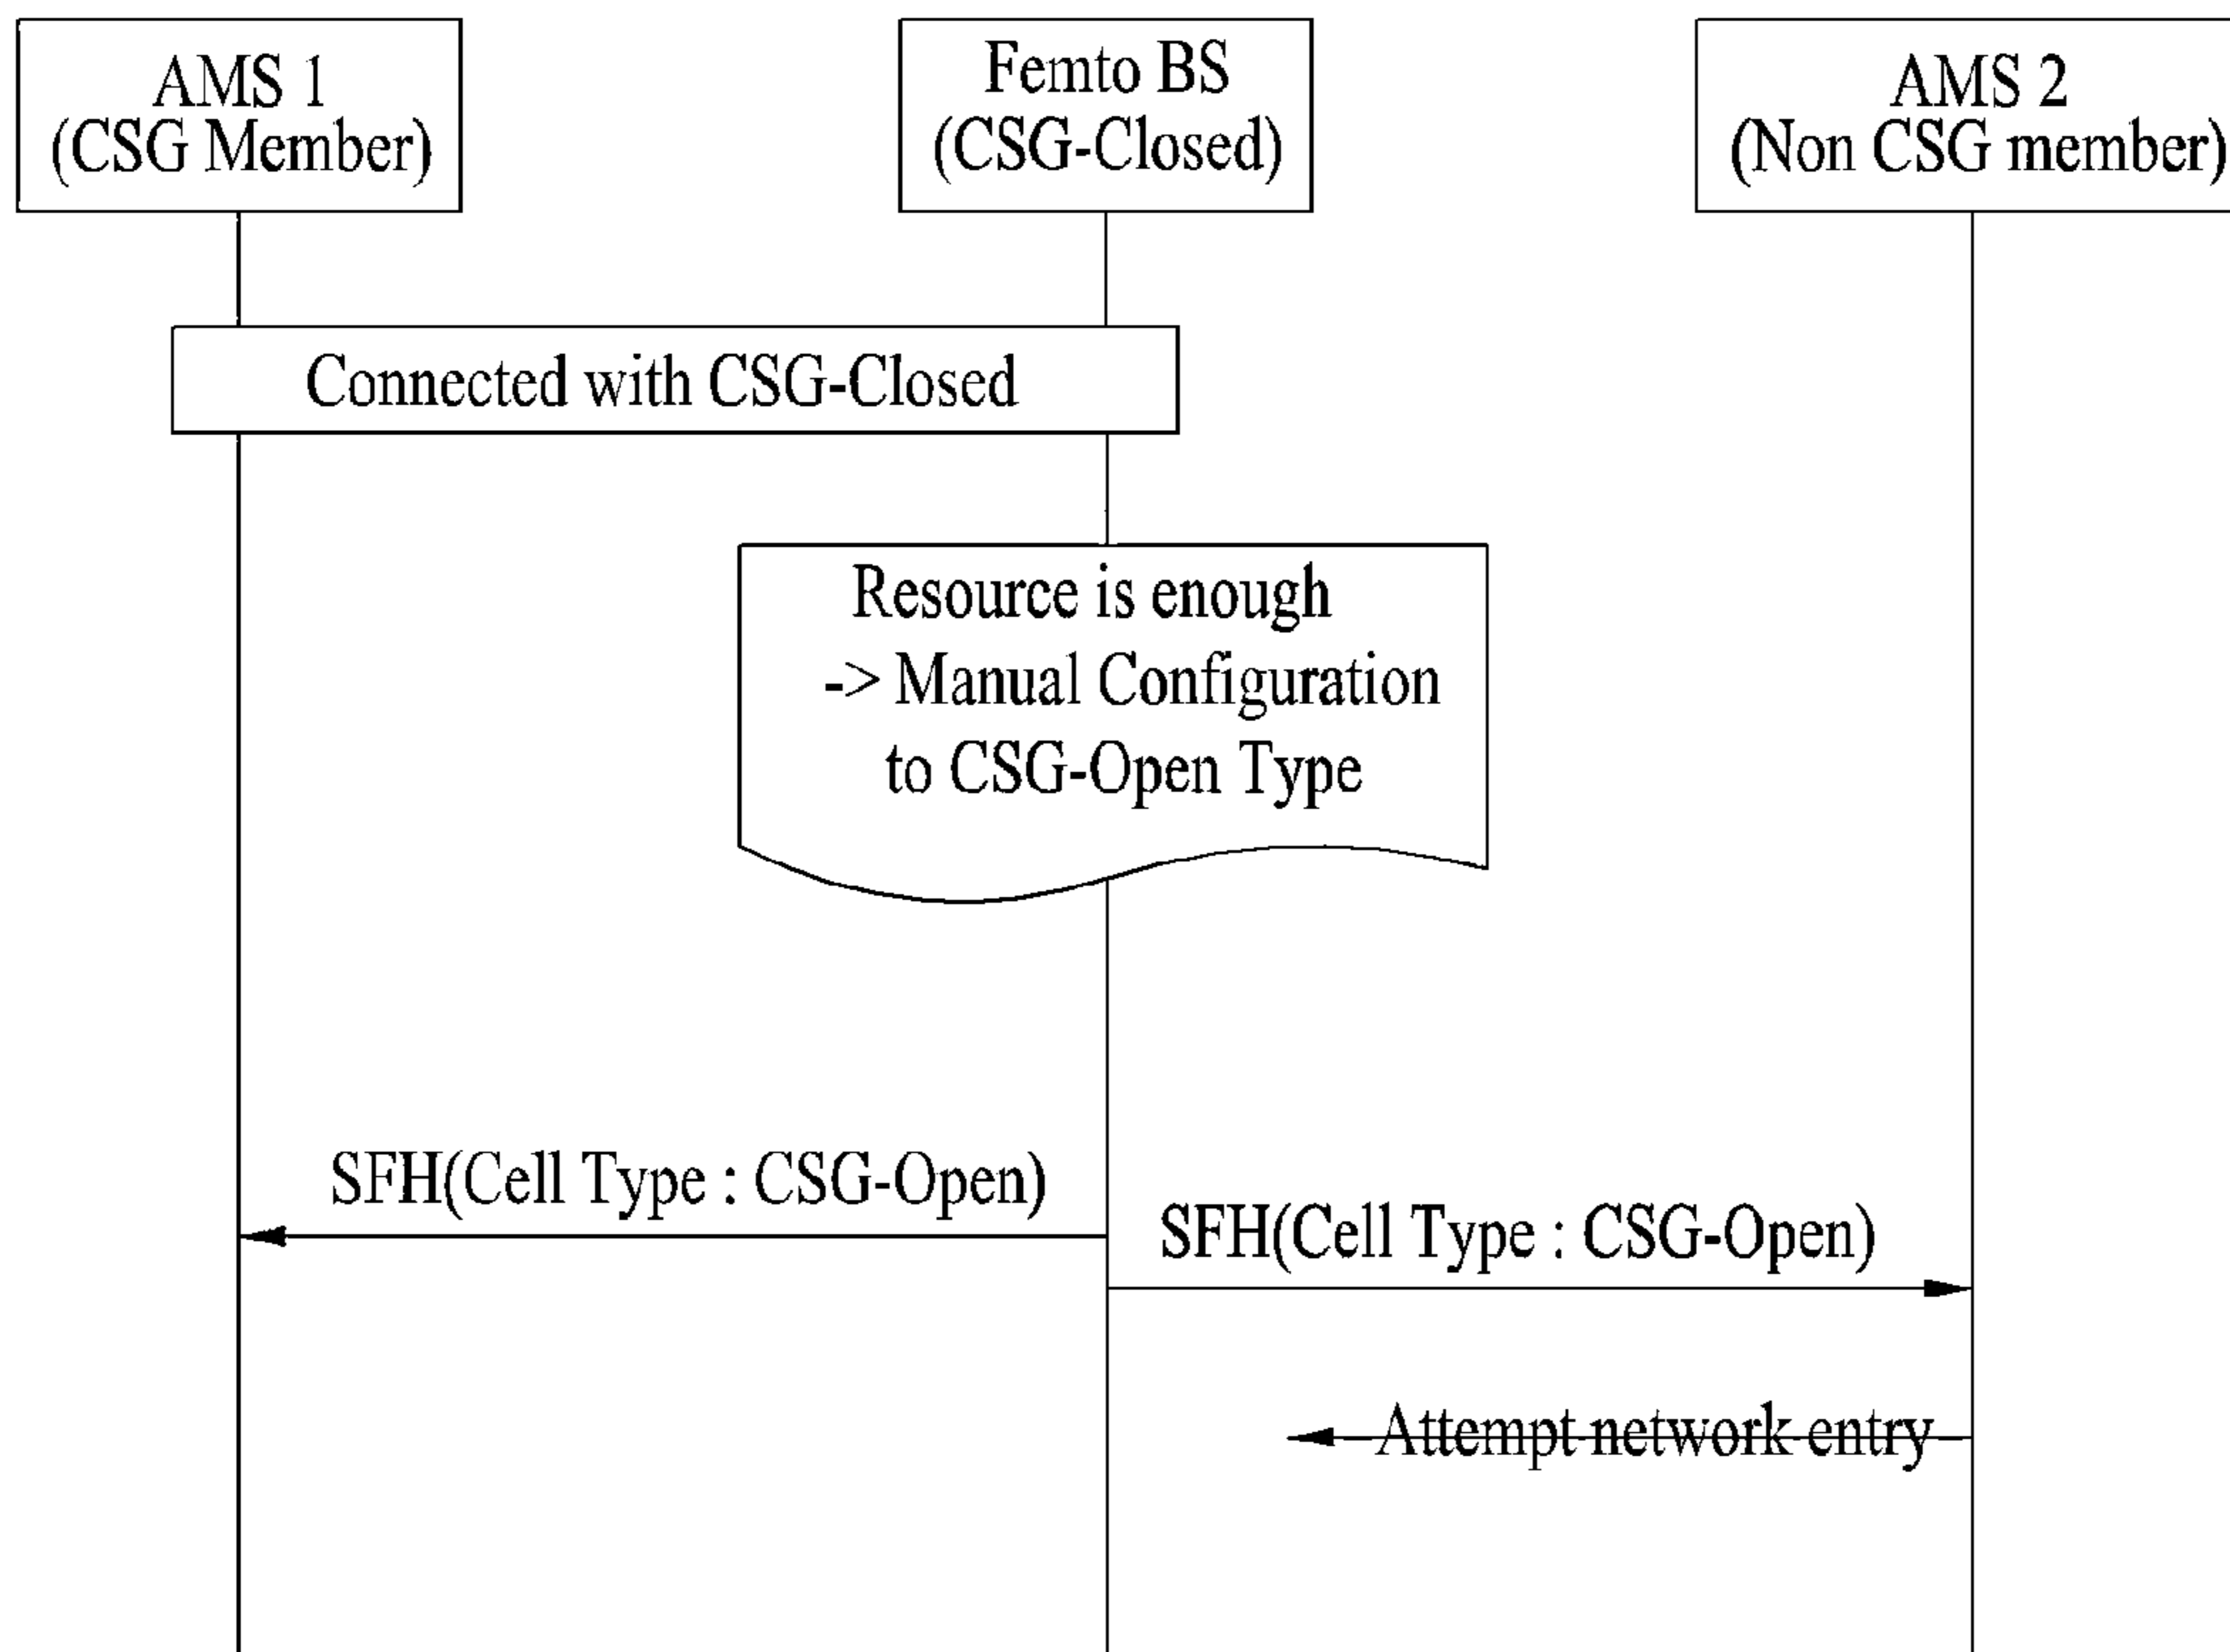 AMS 1
(CSG Member)
Femto BS
(CSG-Closed)
AMS 2
(Non CSG member)
Connected with CSG-Closed
Resource is enough
-> Manual Configuration
to CSG-Open Type
SFH(Cell Type : CSG-Open)
SFH(Cell Type : CSG-Open)
Attempt network entry